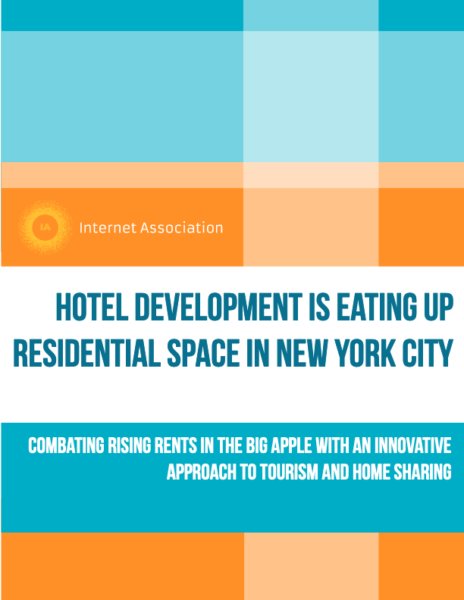 IA
Internet Association
HOTEL DEVELOPMENT IS EATING UP
RESIDENTIAL SPACE IN NEW YORK CITY
COMBATING RISING RENTS IN THE BIG APPLE WITH AN INNOVATIVE
APPROACH TO TOURISM AND HOME SHARING